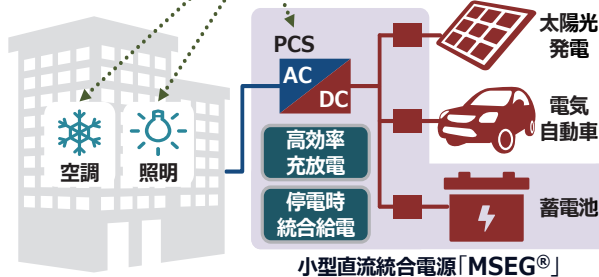 PCS
AC
DC
太陽光
発電
電気
自動車
空調
照明
高効率
充放電
停電時
統合給電
蓄電池
小型直流統合電源「MSEG®」